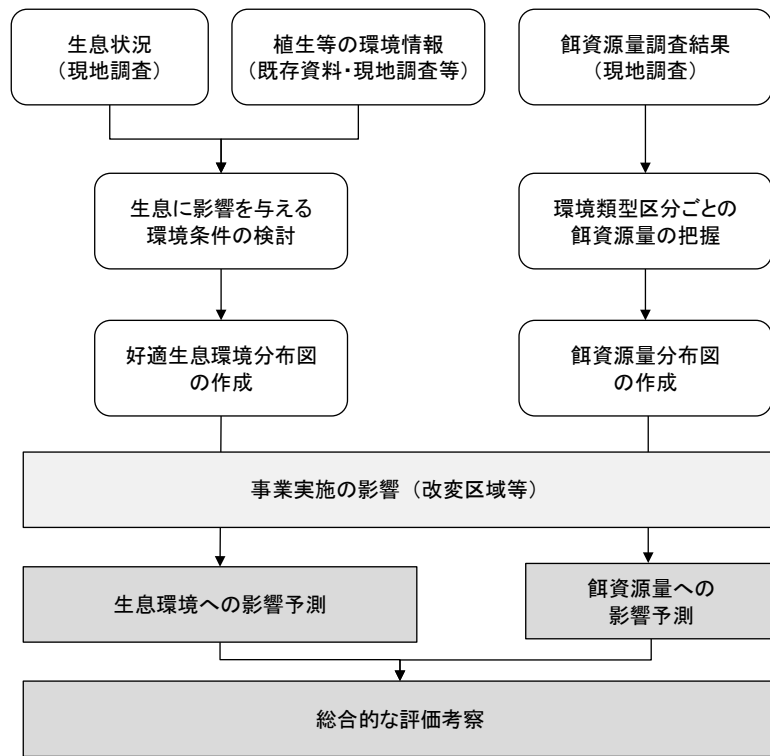 生息状況
（現地調査）
植生等の環境情報
（既存資料・現地調査等）
餌資源量調査結果
（現地調査）
生息に影響を与える
環境条件の検討
環境類型区分ごとの
餌資源量の把握
好適生息環境分布図
の作成
餌資源量分布図
の作成
事業実施の影響（改変区域等）
生息環境への影響予測
餌資源量への
影響予測
総合的な評価考察